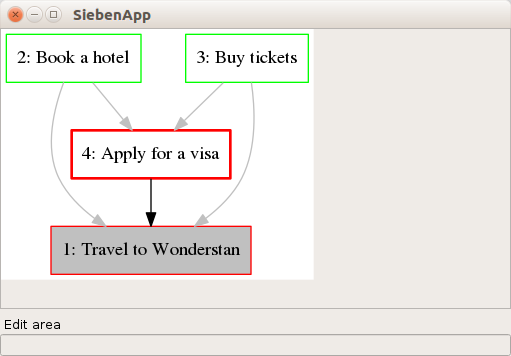 SiebenApp
2: Book a hotel
3: Buy tickets
4: Apply for a visa
1: Travel to Wonderstan
Edit area